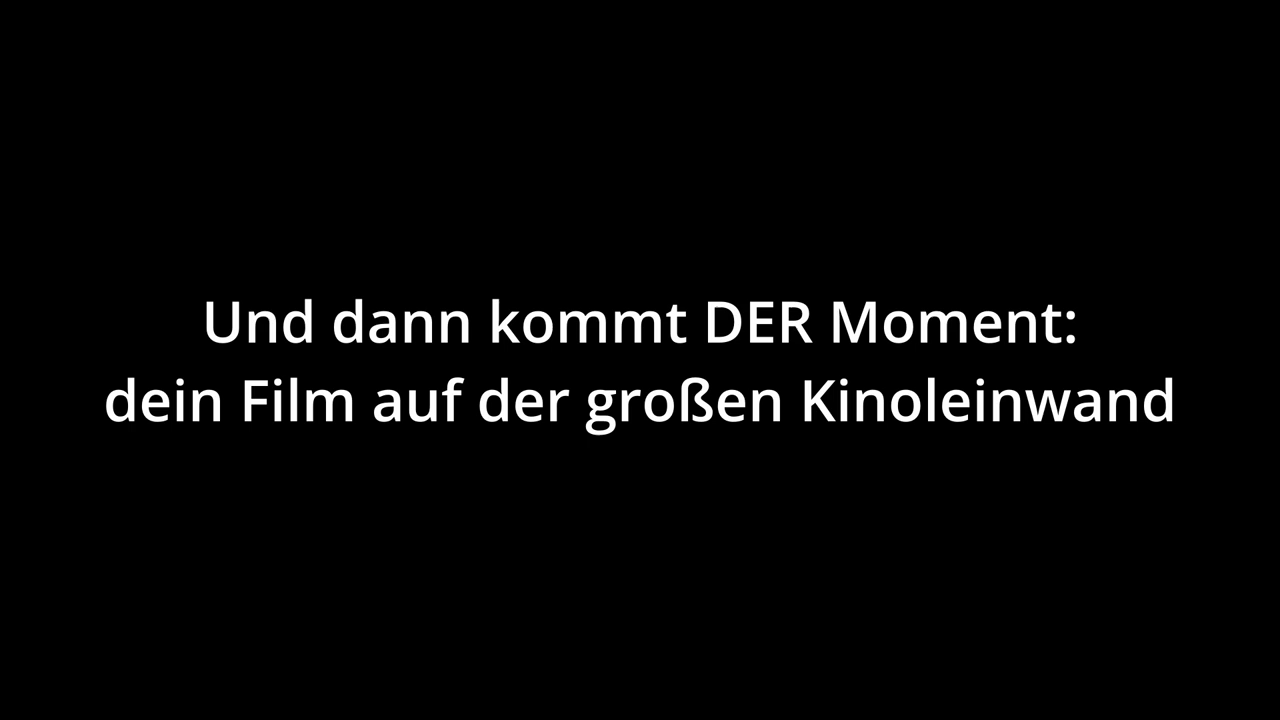 Und dann kommt DER Moment:
dein Film auf der großen Kinoleinwand